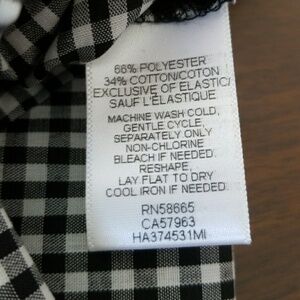 66% POLYESTER
34% COTTON/COTON
EXCLUSIVE OF ELASTIC/
SAUF L'ÉLASTIQUE
MACHINE WASH COLD,
GENTLE CYCLE,
SEPARATELY ONLY
NON-CHLORINE
BLEACH IF NEEDED.
RESHAPE,
LAY FLAT TO DRY
COOL IRON IF NEEDED
RN58665
CA57963
HA374531MI